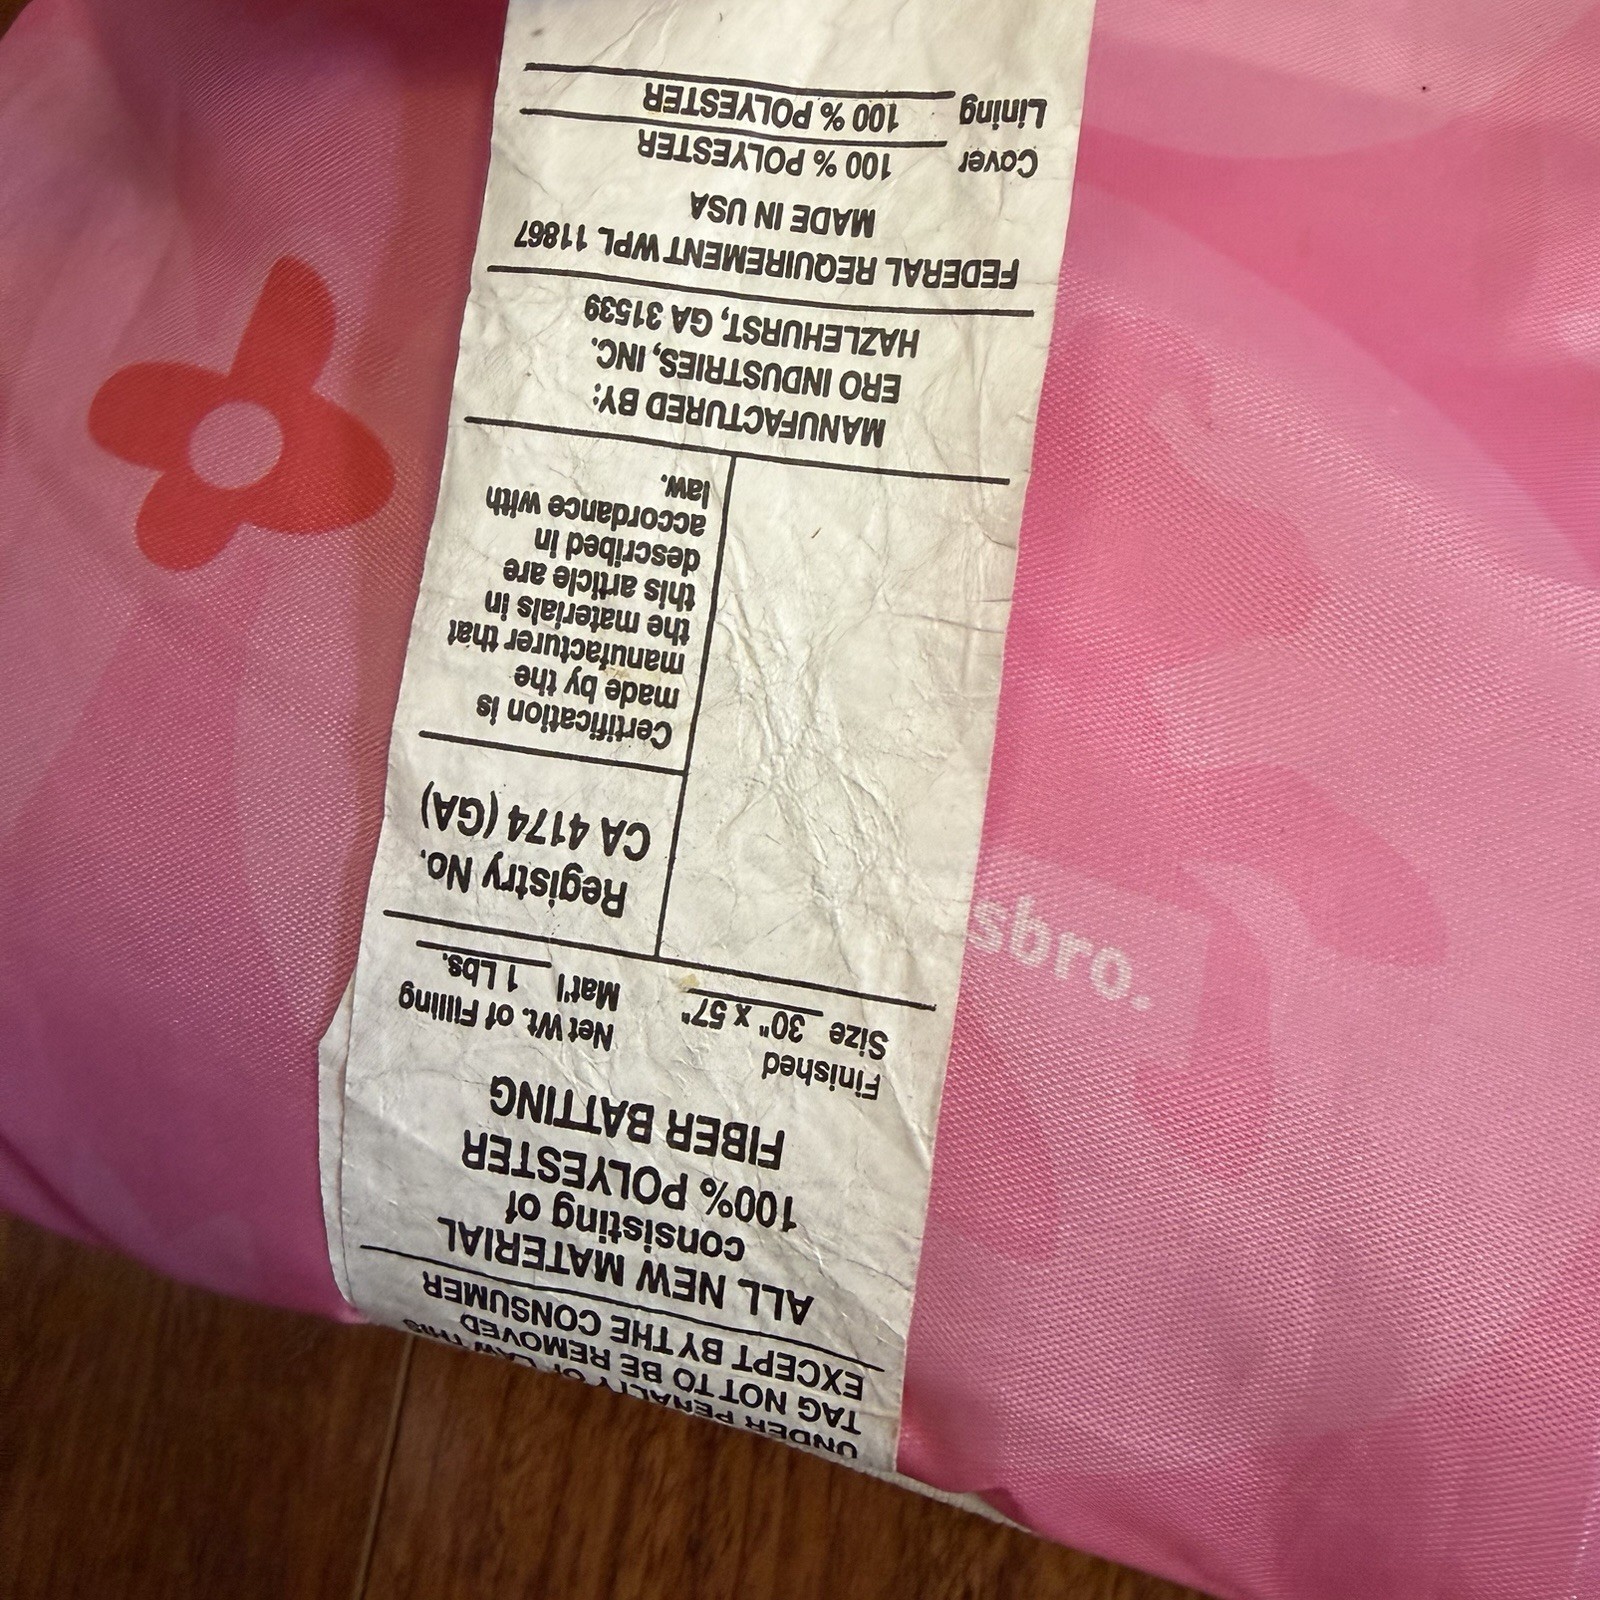 UNDER PENALTY OF LAW THIS
TAG NOT TO BE REMOVED
EXCEPT BY THE CONSUMER
ALL NEW MATERIAL
consisting of
100% POLYESTER
FIBER BATTING
Finished
Size 30" x 57"
Net Wt. of Filling
Mat'l 1 Lbs.
Registry No.
CA 4174 (GA)
Certification is
made by the
manufacturer that
the materials in
this article are
described in
accordance with
law.
MANUFACTURED BY:
ERO INDUSTRIES, INC.
HAZLEHURST, GA 31539
FEDERAL REQUIREMENT WPL 11867
MADE IN USA
Cover 100 % POLYESTER
Lining 100 % POLYESTER
sbro.